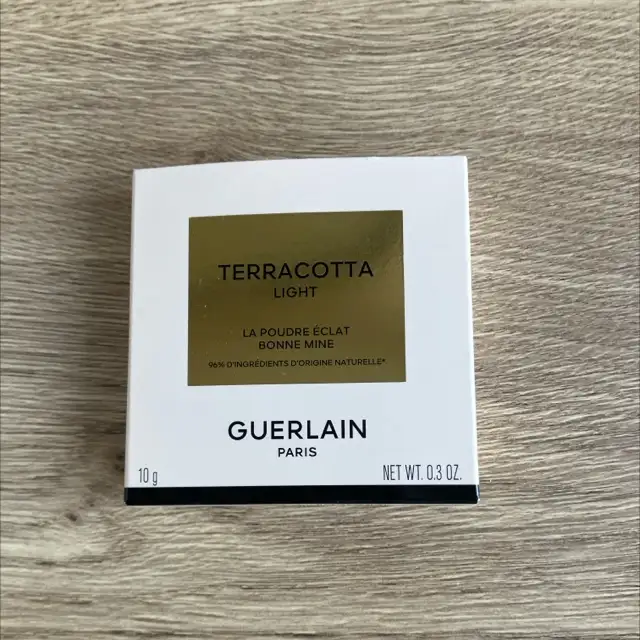 TERRACOTTA
LIGHT
LA POUDRE ÉCLAT
BONNE MINE
96% D'INGRÉDIENTS D'ORIGINE NATURELLE*
GUERLAIN
PARIS
10 g NET WT. 0.3 OZ.